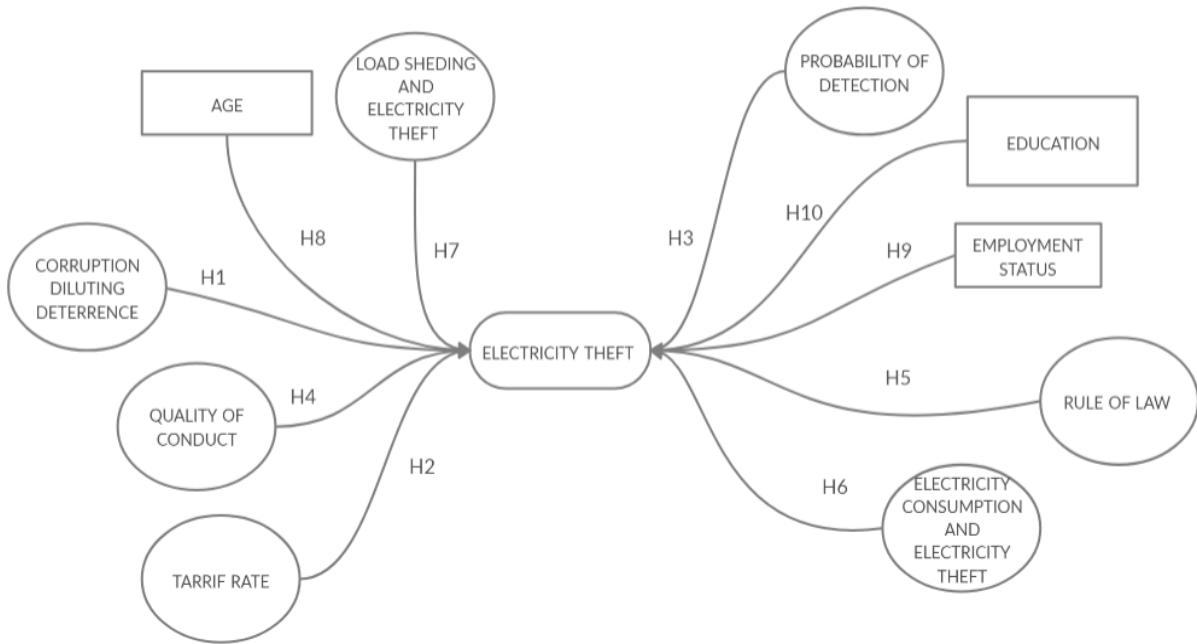 LOAD SHEDING
AND
ELECTRICITY
THEFT
PROBABILITY OF
DETECTION
AGE
EDUCATION
H10
H8
H7
H3
H9
EMPLOYMENT
STATUS
CORRUPTION
DILUTING
DETERRENCE
H1
ELECTRICITY THEFT
H5
RULE OF LAW
H4
QUALITY OF
CONDUCT
H2
H6
ELECTRICITY
CONSUMPTION
AND
ELECTRICITY
THEFT
TARRIF RATE